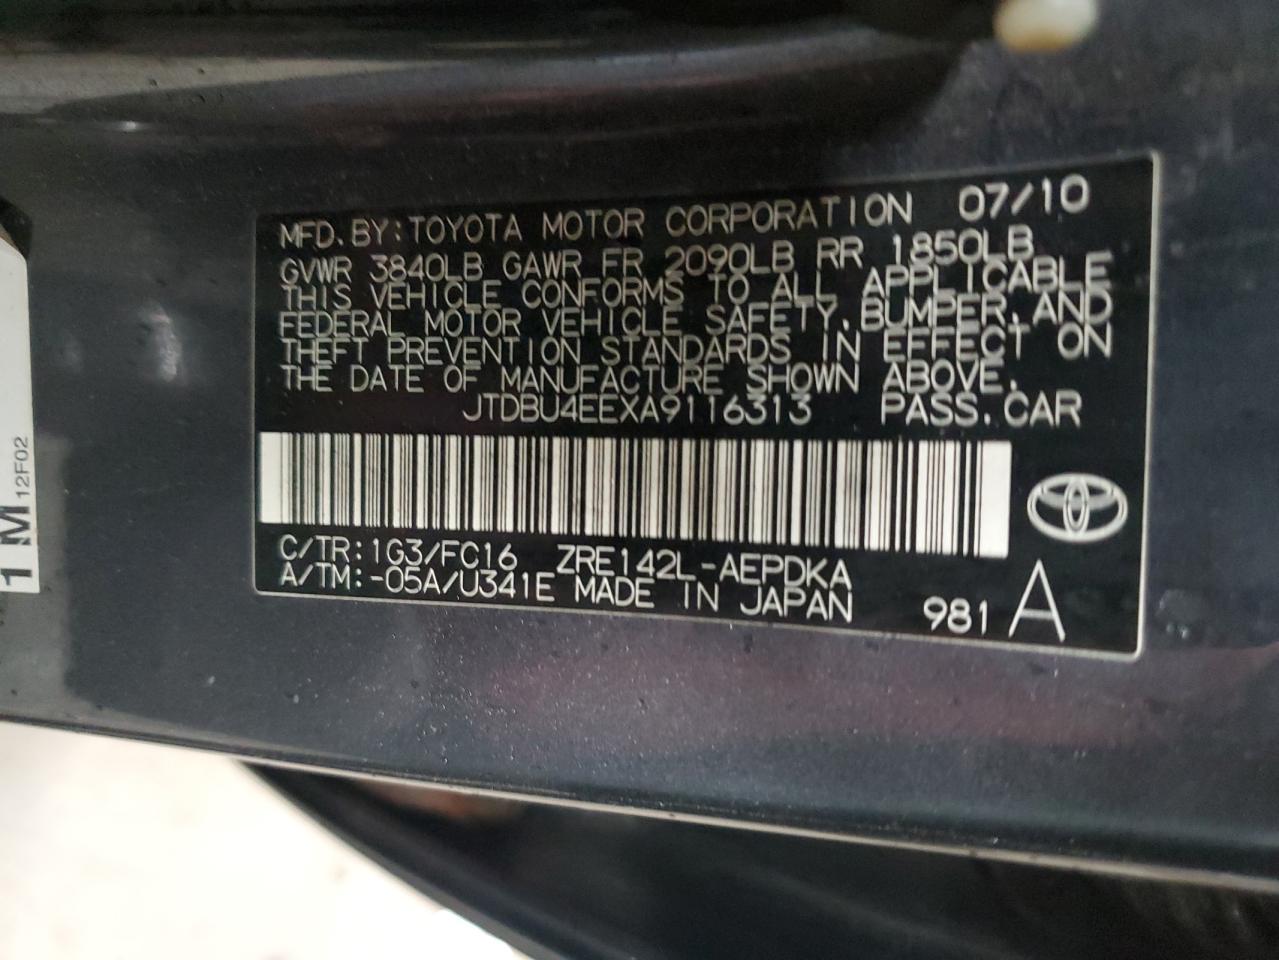 MFD.BY:TOYOTA MOTOR CORPORATION 07/10
GVWR 3840LB GAWR FR 2090LB RR 1850LB
THIS VEHICLE CONFORMS TO ALL APPLICABLE
FEDERAL MOTOR VEHICLE SAFETY,BUMPER,AND
THEFT PREVENTION STANDARDS IN EFFECT ON
THE DATE OF MANUFACTURE SHOWN ABOVE.
JTDBU4EEXA9116313 PASS.CAR
C/TR:1G3/FC16 ZRE142L-AEPDKA
A/TM:-05A/U341E MADE IN JAPAN 981 A
1 M 12F02